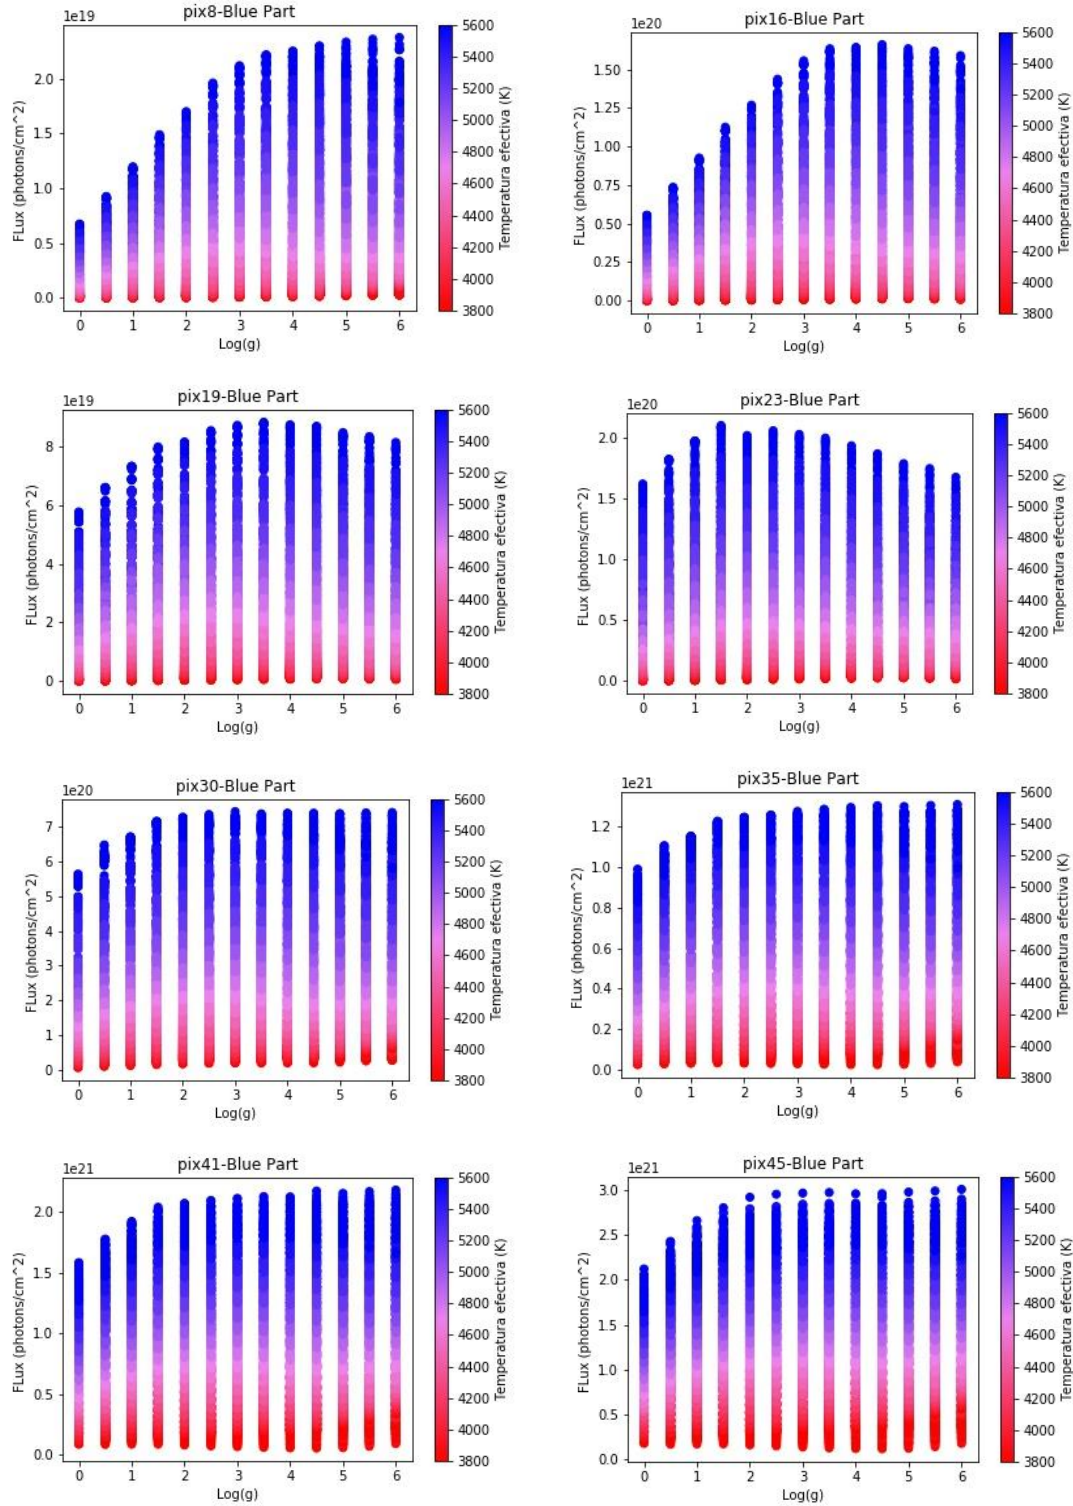 pix8-Blue Part
1e19
FLux (photons/cm^2)
2.0
1.5
1.0
0.5
0.0
0 1 2 3 4 5 6
Log(g)
5600
5400
5200
5000
4800
4600
4400
4200
4000
3800
Temperatura efectiva (K)
pix16-Blue Part
1e20
FLux (photons/cm^2)
1.50
1.25
1.00
0.75
0.50
0.25
0.00
0 1 2 3 4 5 6
Log(g)
5600
5400
5200
5000
4800
4600
4400
4200
4000
3800
Temperatura efectiva (K)
pix19-Blue Part
1e19
FLux (photons/cm^2)
8
6
4
2
0
0 1 2 3 4 5 6
Log(g)
5600
5400
5200
5000
4800
4600
4400
4200
4000
3800
Temperatura efectiva (K)
pix23-Blue Part
1e20
FLux (photons/cm^2)
2.0
1.5
1.0
0.5
0.0
0 1 2 3 4 5 6
Log(g)
5600
5400
5200
5000
4800
4600
4400
4200
4000
3800
Temperatura efectiva (K)
pix30-Blue Part
1e20
FLux (photons/cm^2)
7
6
5
4
3
2
1
0
0 1 2 3 4 5 6
Log(g)
5600
5400
5200
5000
4800
4600
4400
4200
4000
3800
Temperatura efectiva (K)
pix35-Blue Part
1e21
FLux (photons/cm^2)
1.2
1.0
0.8
0.6
0.4
0.2
0.0
0 1 2 3 4 5 6
Log(g)
5600
5400
5200
5000
4800
4600
4400
4200
4000
3800
Temperatura efectiva (K)
pix41-Blue Part
1e21
FLux (photons/cm^2)
2.0
1.5
1.0
0.5
0.0
0 1 2 3 4 5 6
Log(g)
5600
5400
5200
5000
4800
4600
4400
4200
4000
3800
Temperatura efectiva (K)
pix45-Blue Part
1e21
FLux (photons/cm^2)
3.0
2.5
2.0
1.5
1.0
0.5
0.0
0 1 2 3 4 5 6
Log(g)
5600
5400
5200
5000
4800
4600
4400
4200
4000
3800
Temperatura efectiva (K)